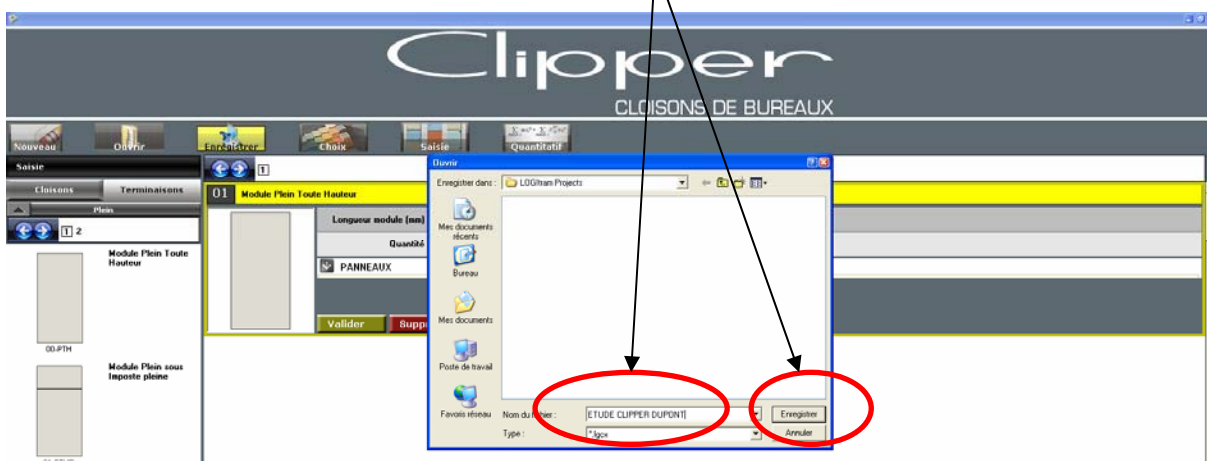 Clipper
CLOISONS DE BUREAUX
Nouveau Ouvrir Enregistrer Choix Saisie Quantitatif
Saisie
Cloisons Terminaisons
Plein
1 2
Module Plein Toute
Hauteur
00-PTH
Module Plein sous
Imposte pleine
1
01 Module Plein Toute Hauteur
Longueur module (mm)
Quantité
PANNEAUX
Valider Supp
Ouvrir
Enregistrer dans : LOGItram Projects
Mes documents
récents
Bureau
Mes documents
Poste de travail
Favoris réseau
Nom du fichier : ETUDE CLIPPER DUPONT Enregistrer
Type : *.lgcx Annuler